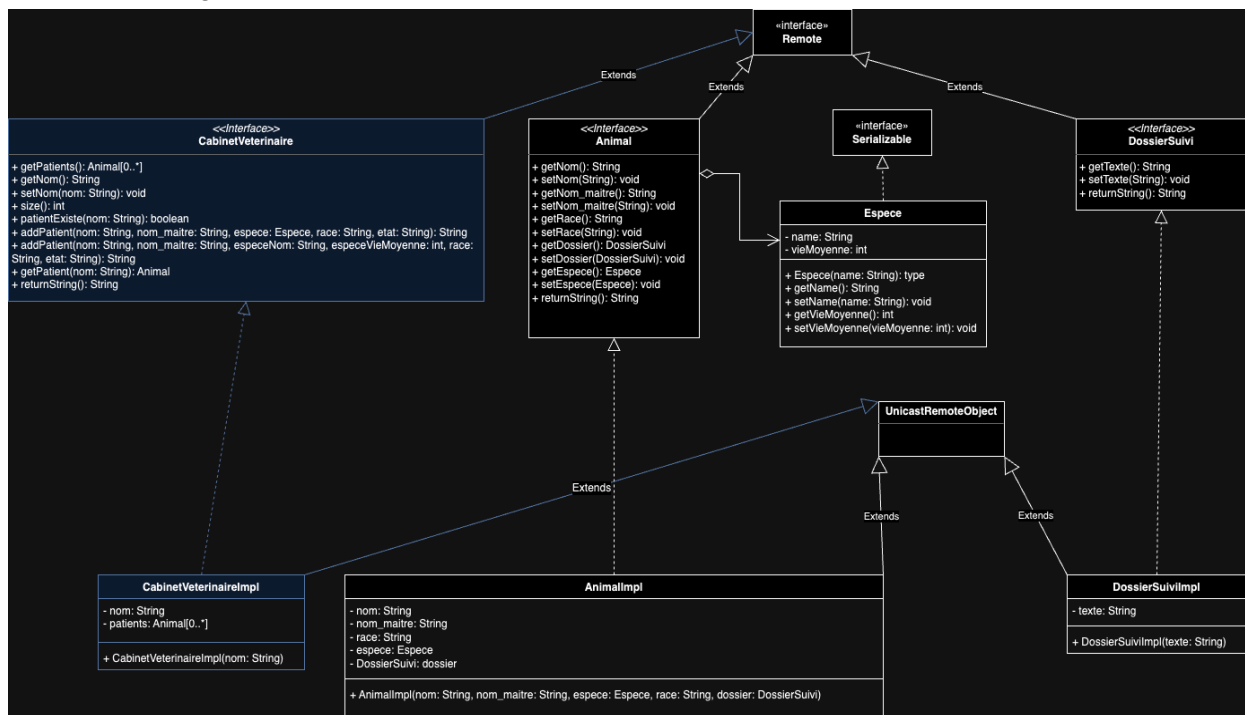 «interface»
Remote
Extends
Extends
Extends
<<Interface>>
CabinetVeterinaire
+ getPatients(): Animal[0..*]
+ getNom(): String
+ setNom(nom: String): void
+ size(): int
+ patientExiste(nom: String): boolean
+ addPatient(nom: String, nom_maitre: String, espece: Espece, race: String, etat: String): String
+ addPatient(nom: String, nom_maitre: String, especeNom: String, especeVieMoyenne: int, race:
String, etat: String): String
+ getPatient(nom: String): Animal
+ returnString(): String
<<Interface>>
Animal
+ getNom(): String
+ setNom(String): void
+ getNom_maitre(): String
+ setNom_maitre(String): void
+ getRace(): String
+ setRace(String): void
+ getDossier(): DossierSuivi
+ setDossier(DossierSuivi): void
+ getEspece(): Espece
+ setEspece(Espece): void
+ returnString(): String
«interface»
Serializable
Espece
- name: String
- vieMoyenne: int
+ Espece(name: String): type
+ getName(): String
+ setName(name: String): void
+ getVieMoyenne(): int
+ setVieMoyenne(vieMoyenne: int): void
<<Interface>>
DossierSuivi
+ getTexte(): String
+ setTexte(String): void
+ returnString(): String
UnicastRemoteObject
Extends
Extends
Extends
CabinetVeterinaireImpl
- nom: String
- patients: Animal[0..*]
+ CabinetVeterinaireImpl(nom: String)
AnimalImpl
- nom: String
- nom_maitre: String
- race: String
- espece: Espece
- DossierSuivi: dossier
+ AnimalImpl(nom: String, nom_maitre: String, espece: Espece, race: String, dossier: DossierSuivi)
DossierSuiviImpl
- texte: String
+ DossierSuiviImpl(texte: String)